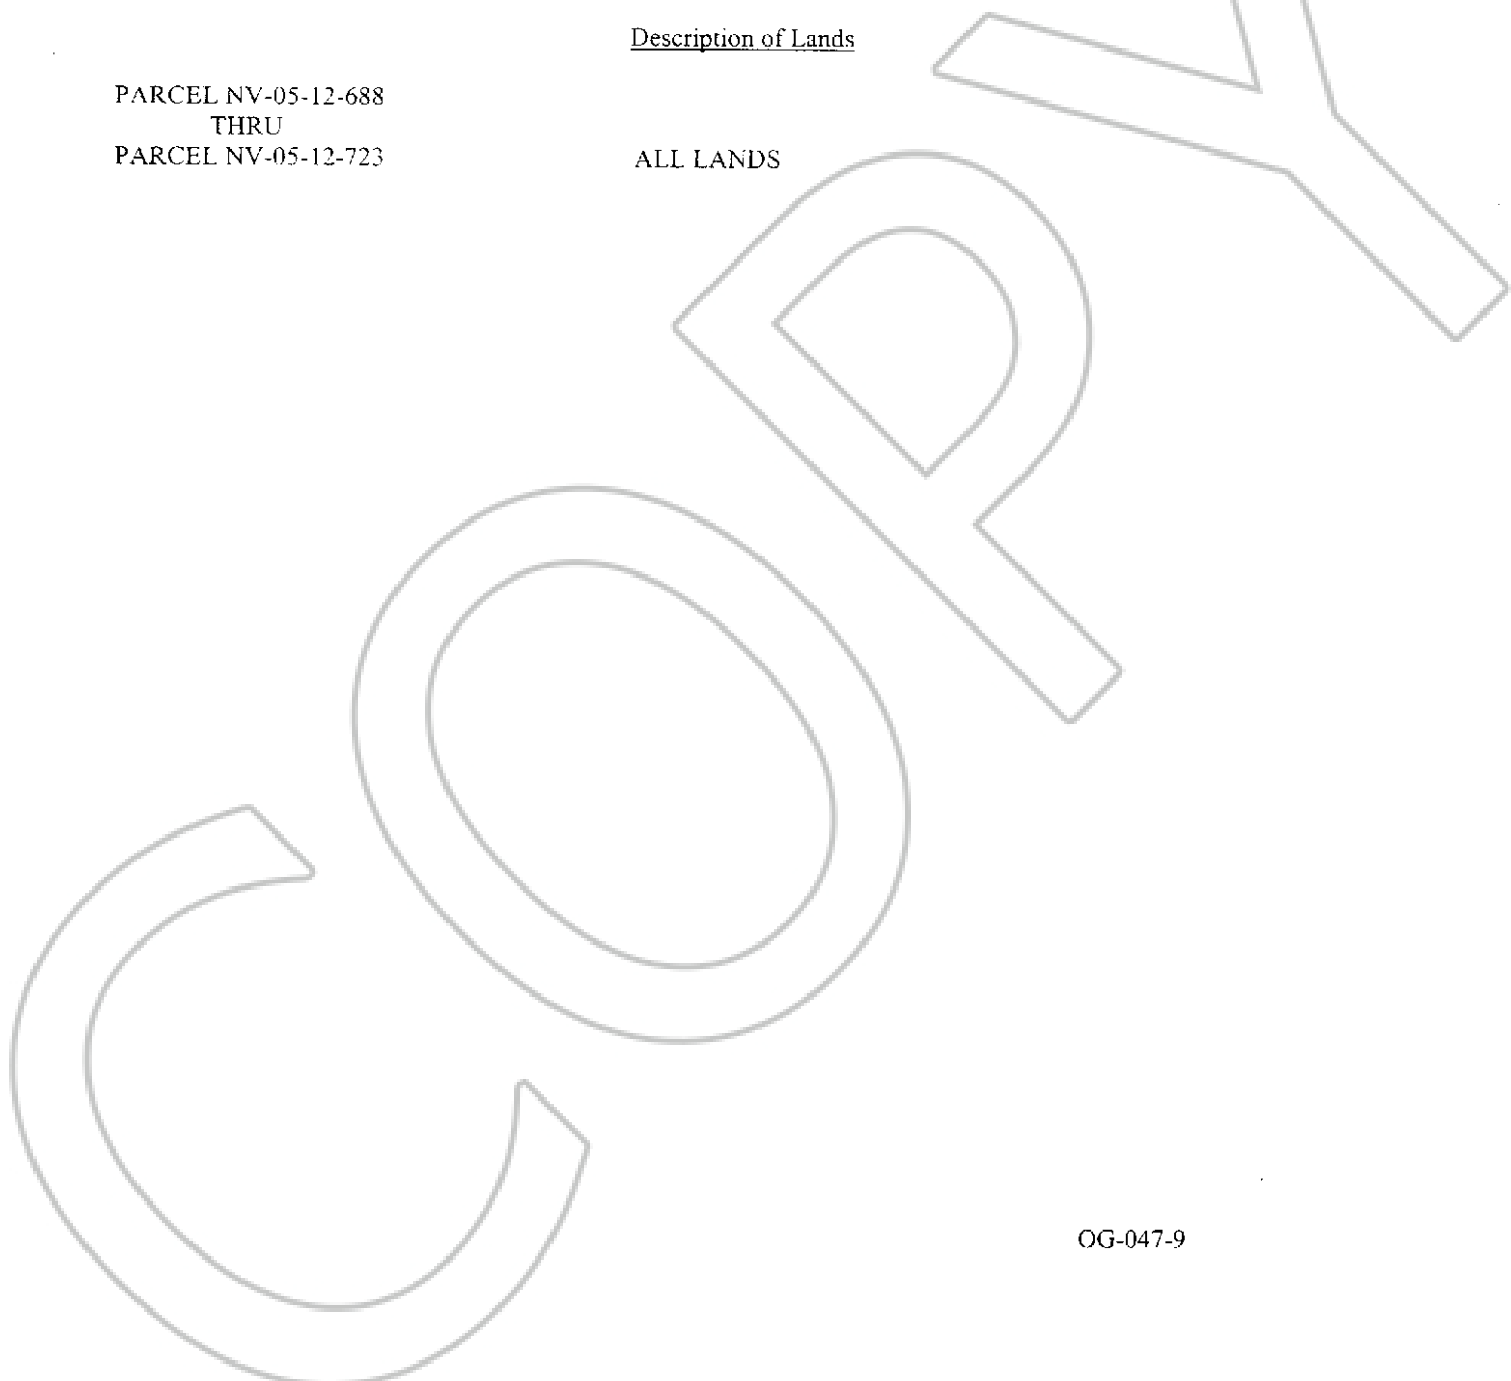 Description of Lands
PARCEL NV-05-12-688
THRU
PARCEL NV-05-12-723
ALL LANDS
COPY
OG-047-9